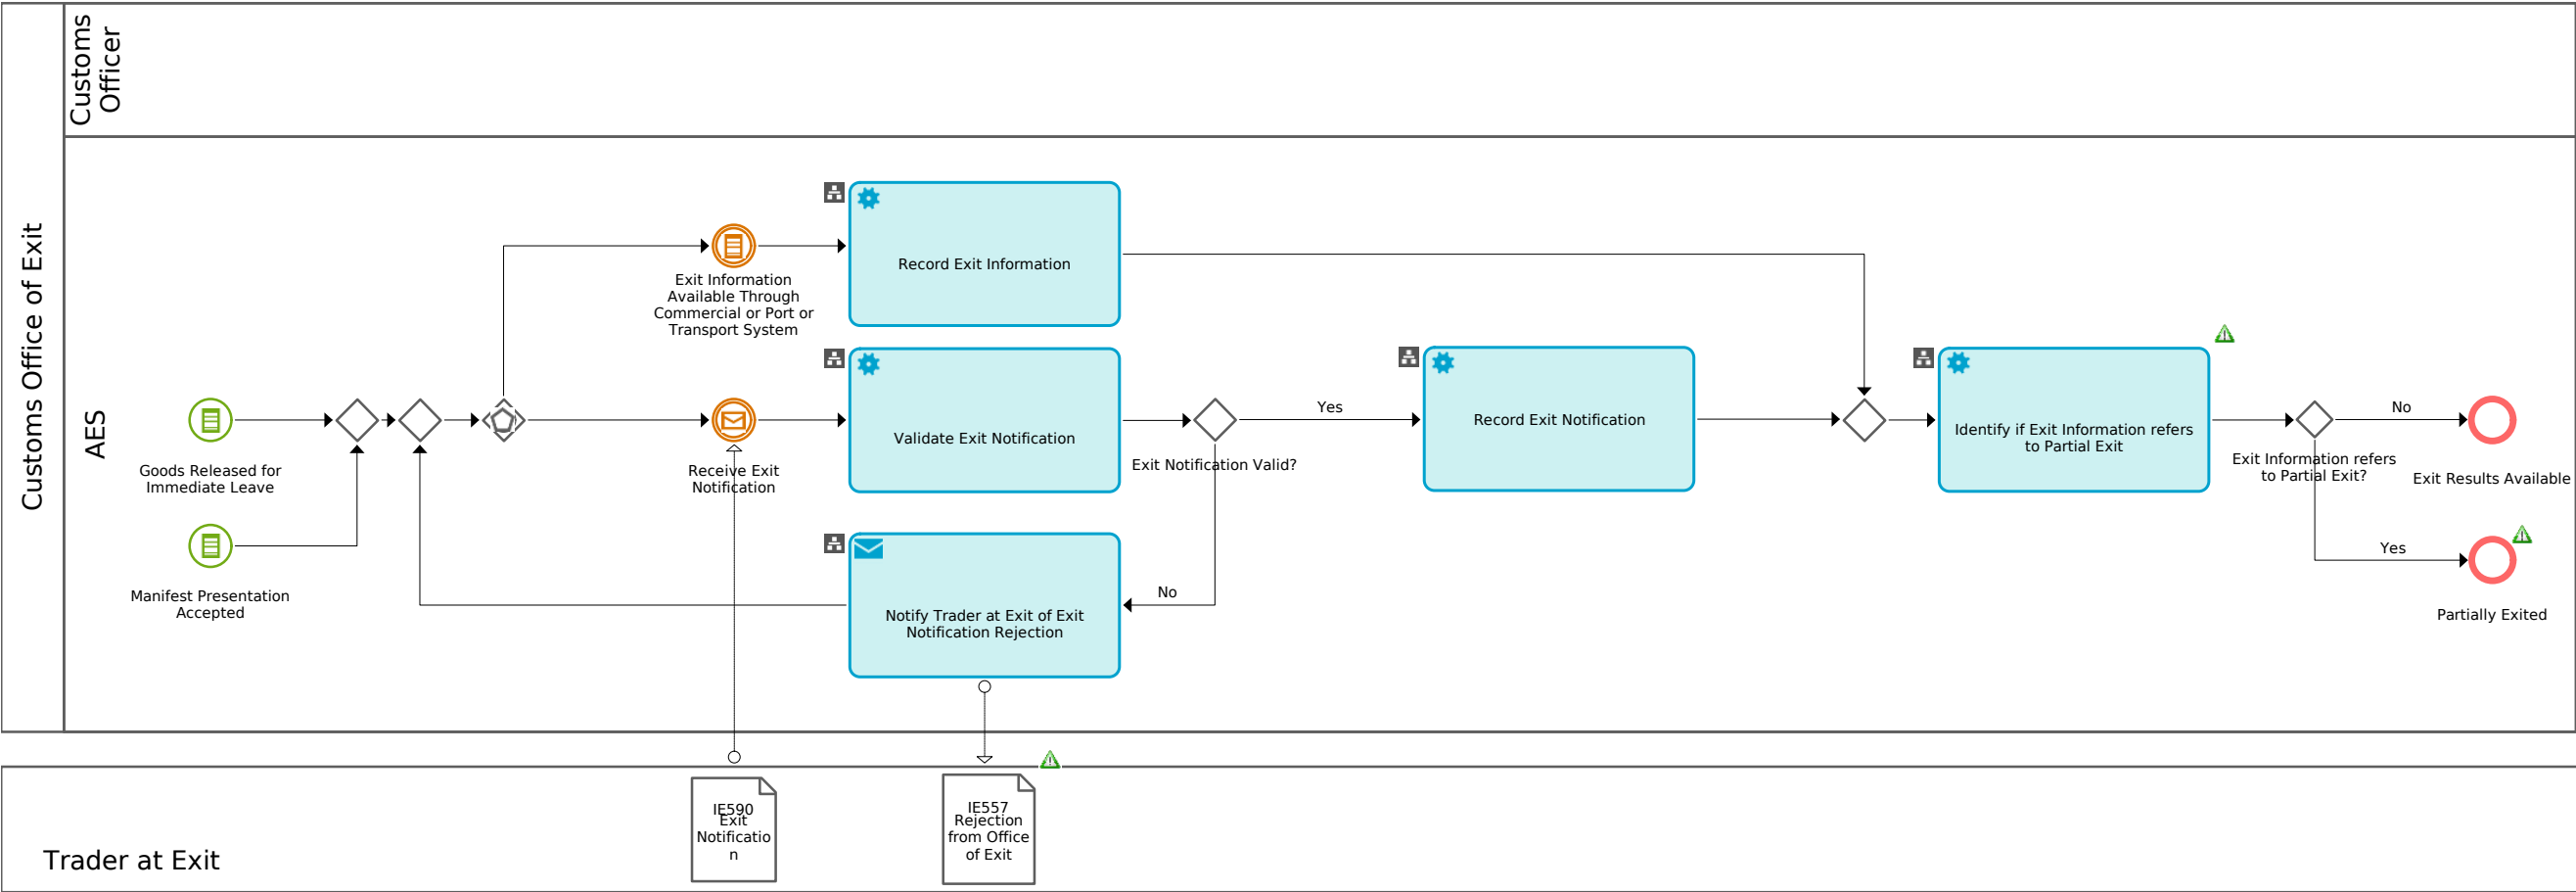 Customs
Officer
Customs Office of Exit
AES
Exit Information
Available Through
Commercial or Port or
Transport System
Record Exit Information
Goods Released for
Immediate Leave
Receive Exit
Notification
Validate Exit Notification
Exit Notification Valid?
Yes
Record Exit Notification
Identify if Exit Information refers
to Partial Exit
Exit Information refers
to Partial Exit?
No
Exit Results Available
Yes
Partially Exited
Manifest Presentation
Accepted
No
Notify Trader at Exit of Exit
Notification Rejection
Trader at Exit
IE590
Exit
Notificatio
n
IE557
Rejection
from Office
of Exit